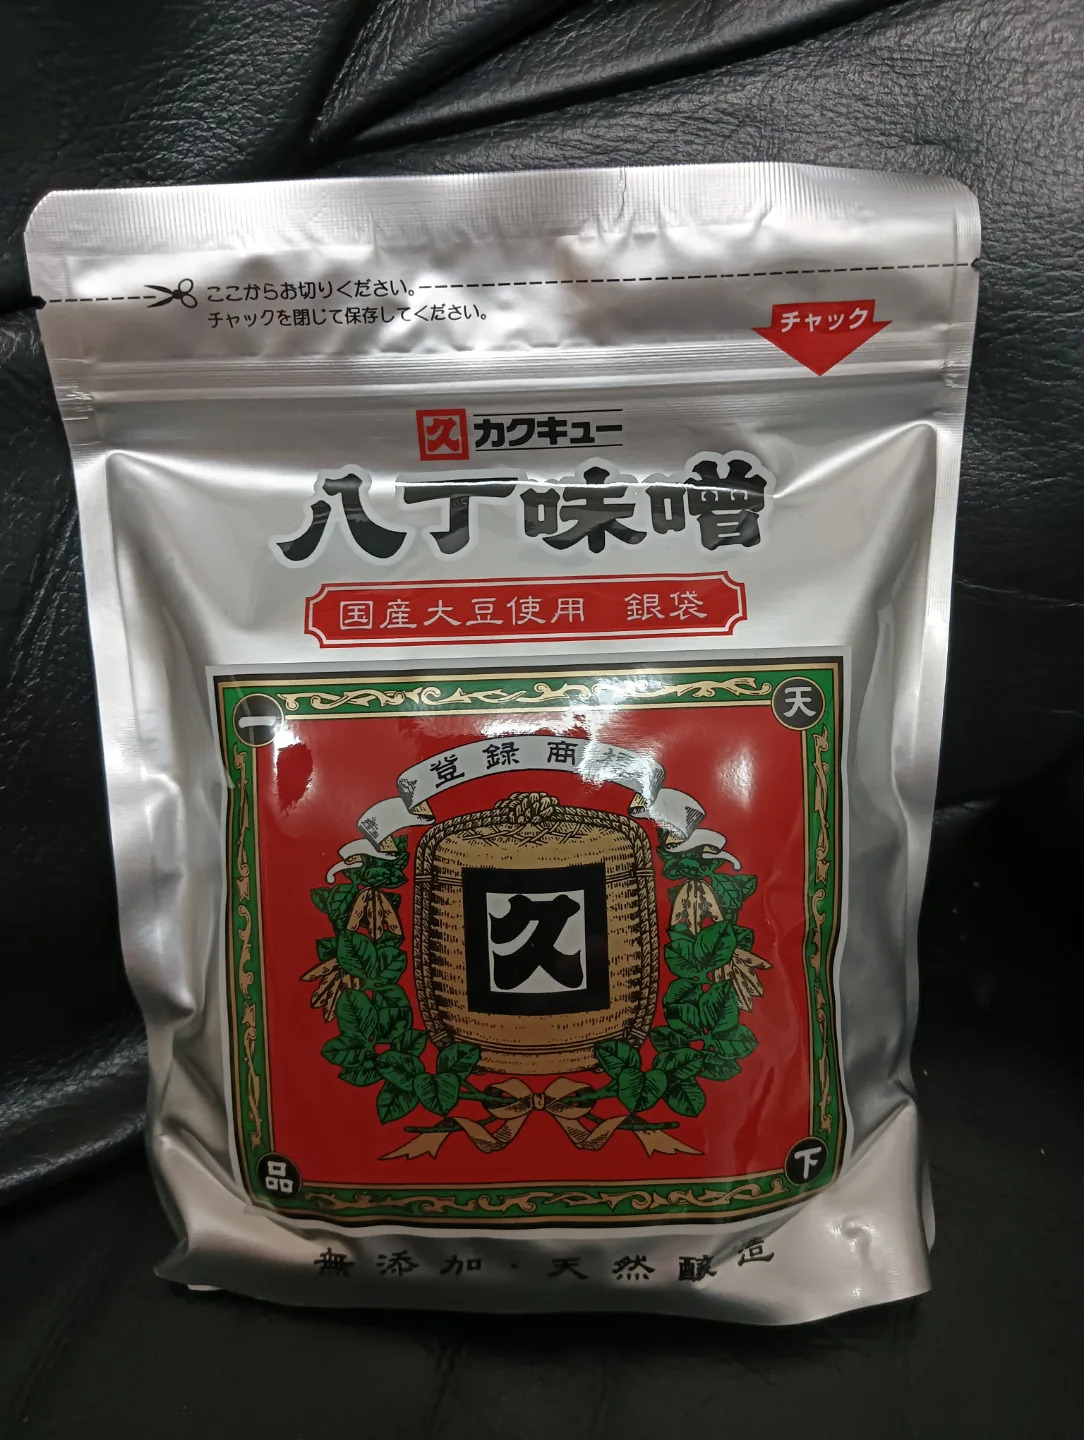 ここからお切りください。
チャックを閉じて保存してください。
チャック
久 カクキュー
八丁味噌
国産大豆使用 銀袋
一
天
登録商標
久
品
下
無添加・天然醸造